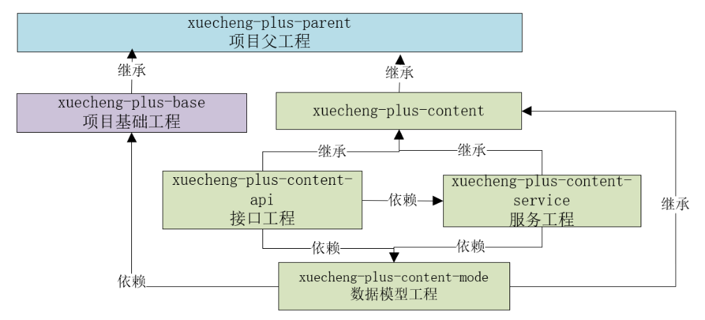 xuecheng-plus-parent
项目父工程
继承
继承
xuecheng-plus-base
项目基础工程
xuecheng-plus-content
继承
继承
xuecheng-plus-content-
api
接口工程
依赖
xuecheng-plus-content-
service
服务工程
继承
依赖
依赖
依赖
xuecheng-plus-content-mode
数据模型工程